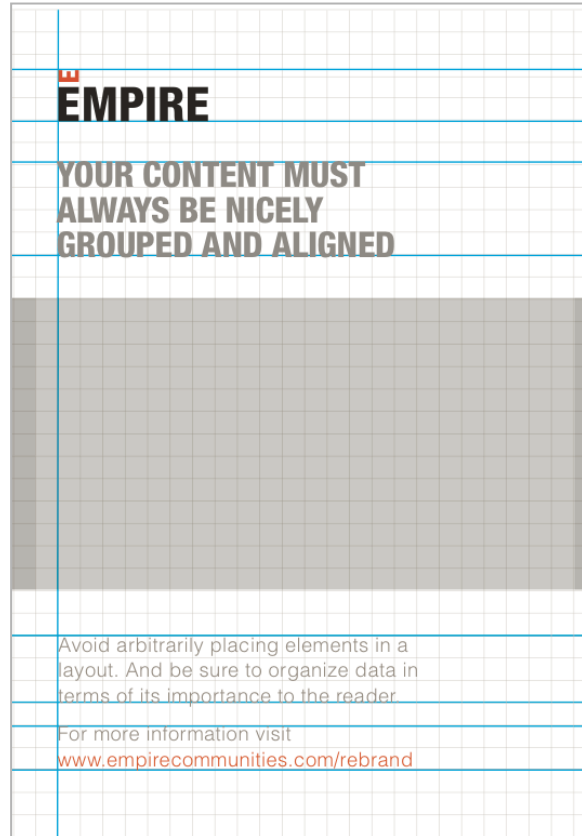 E
EMPIRE
YOUR CONTENT MUST
ALWAYS BE NICELY
GROUPED AND ALIGNED
Avoid arbitrarily placing elements in a
layout. And be sure to organize data in
terms of its importance to the reader.
For more information visit
www.empirecommunities.com/rebrand